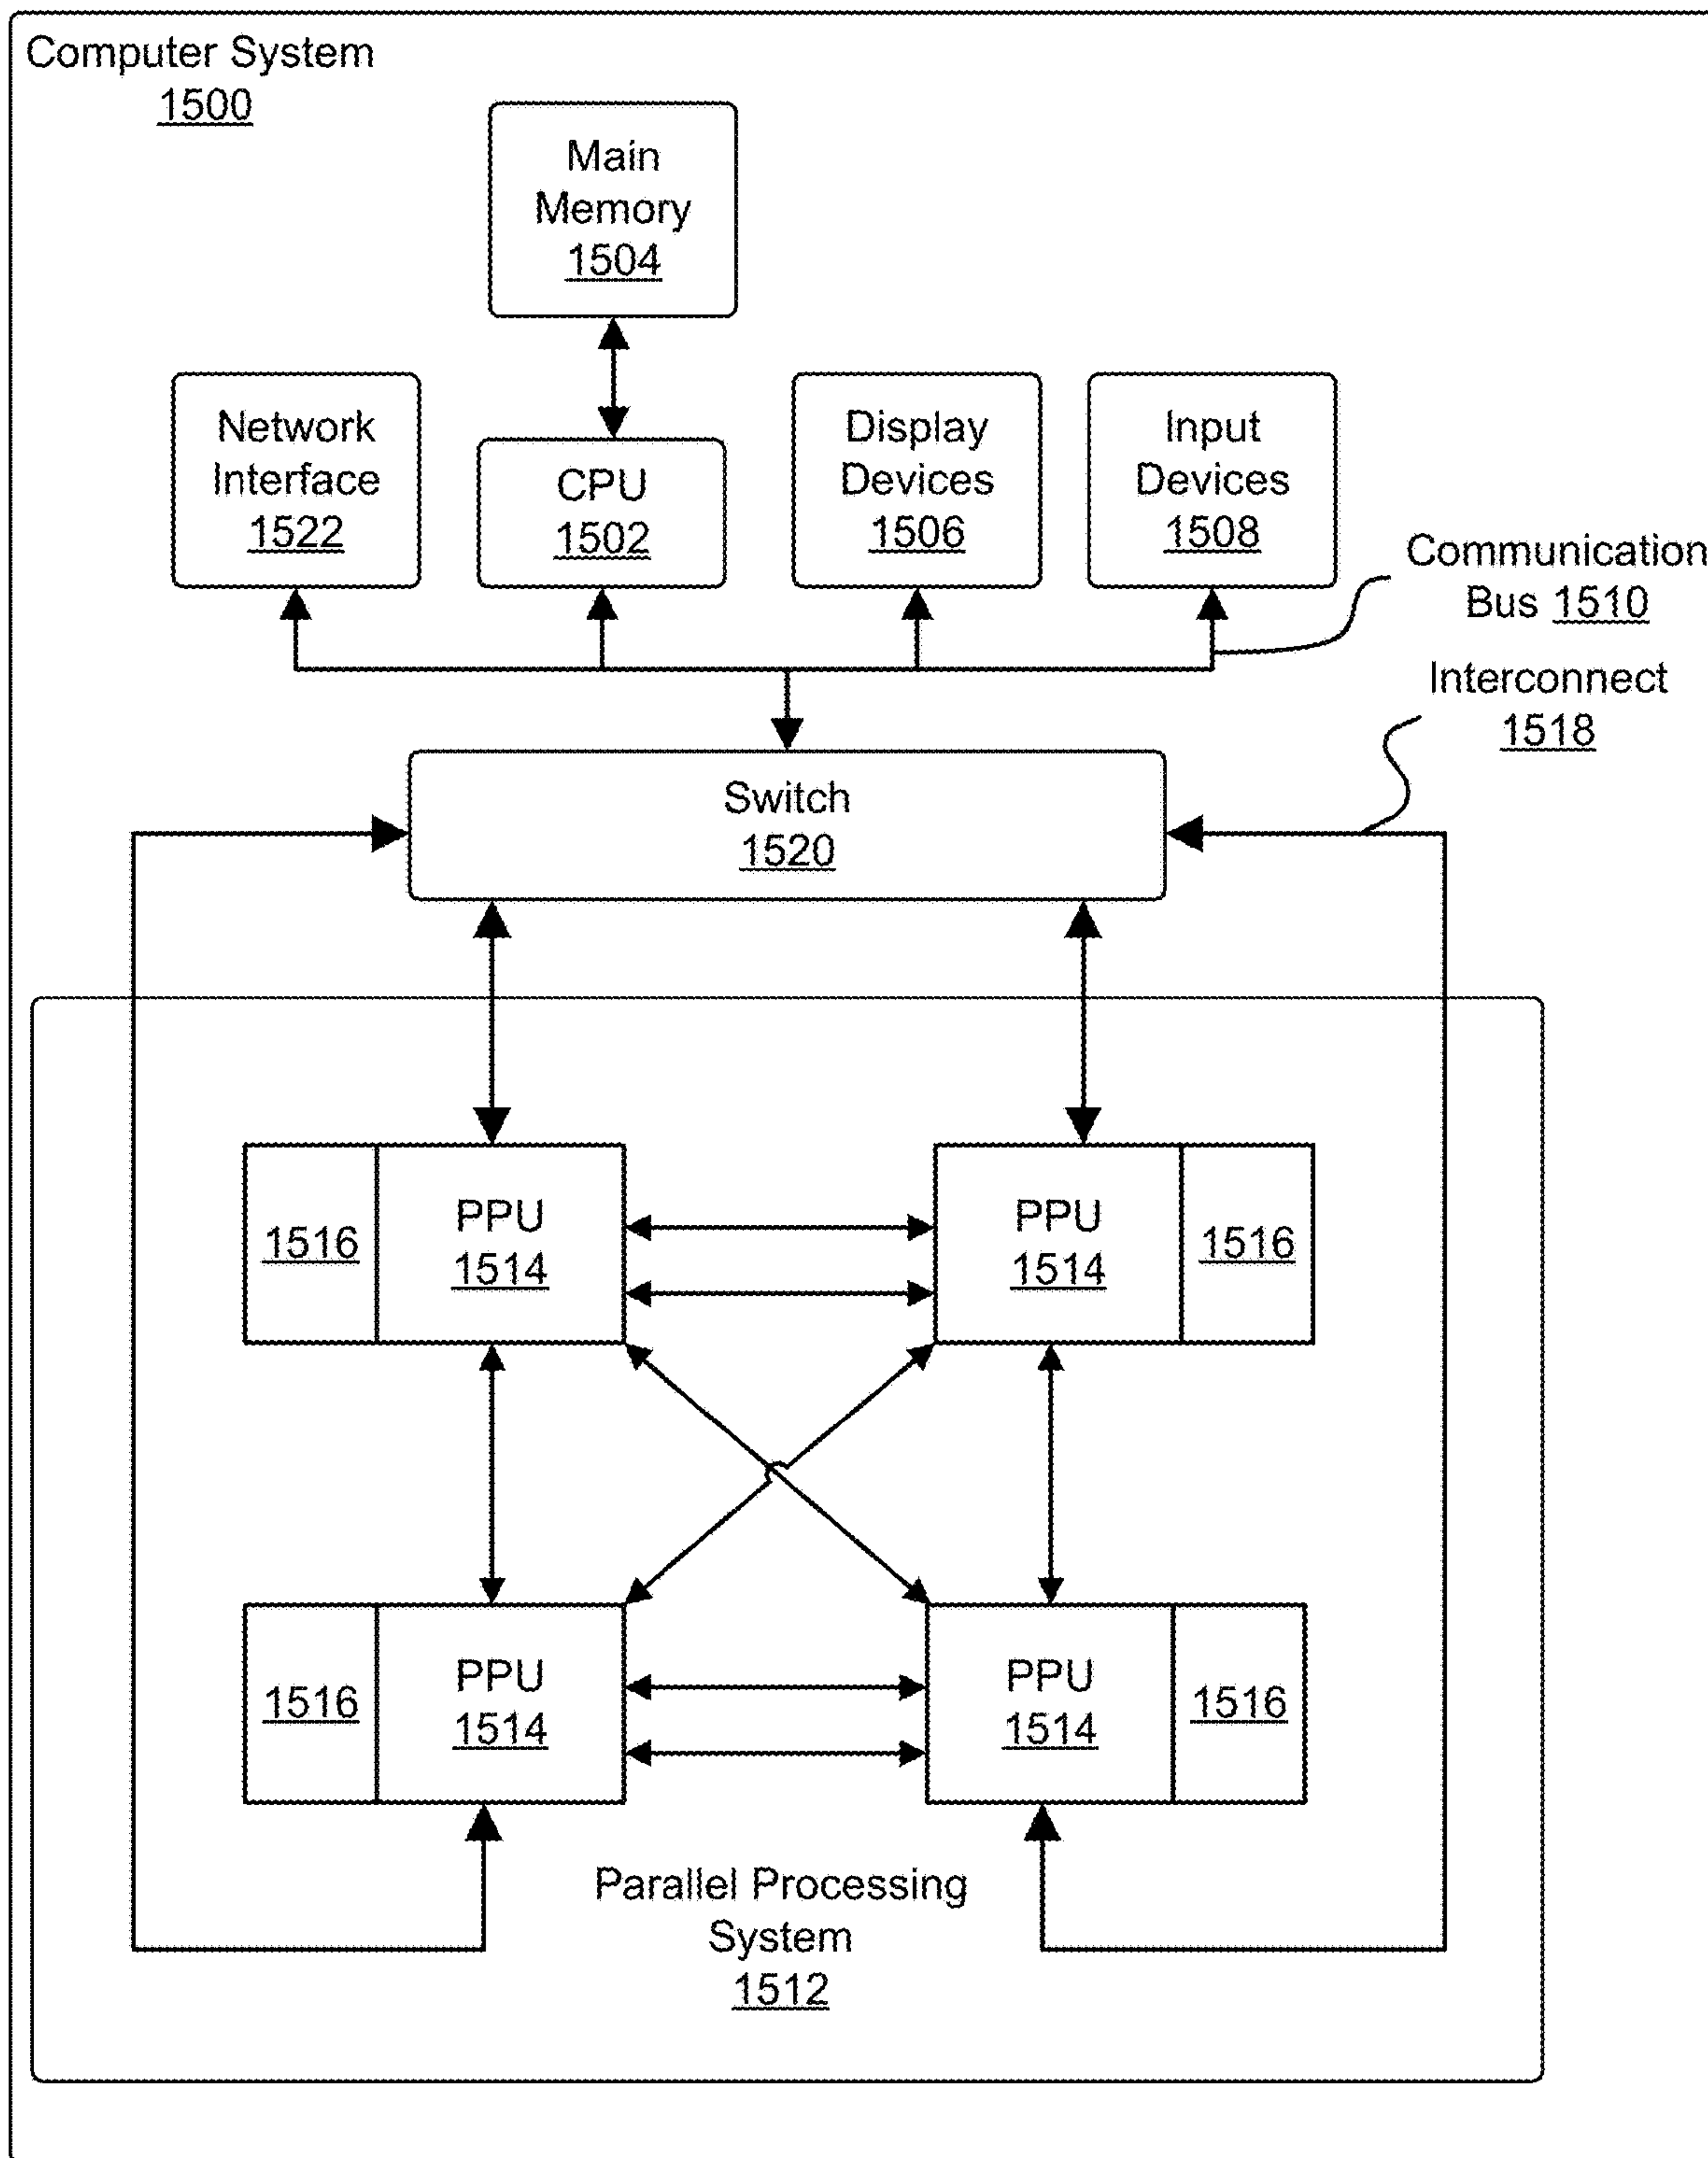 Computer System
1500
Main
Memory
1504
Network
Interface
1522
CPU
1502
Display
Devices
1506
Input
Devices
1508
Communication
Bus 1510
Interconnect
1518
Switch
1520
1516
PPU
1514
PPU
1514
1516
1516
PPU
1514
PPU
1514
1516
Parallel Processing
System
1512